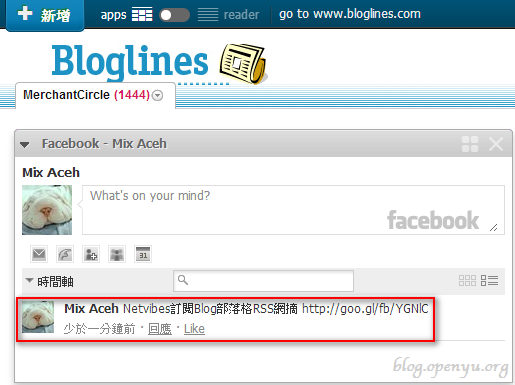 新增 apps reader go to www.bloglines.com
Bloglines
MerchantCircle (1444)
Facebook - Mix Aceh
Mix Aceh
What's on your mind?
facebook
31
時間軸
Mix Aceh Netvibes訂閱Blog部落格RSS網摘 http://goo.gl/fb/YGNlC
少於一分鐘前 · 回應 · Like
blog.openyu.org